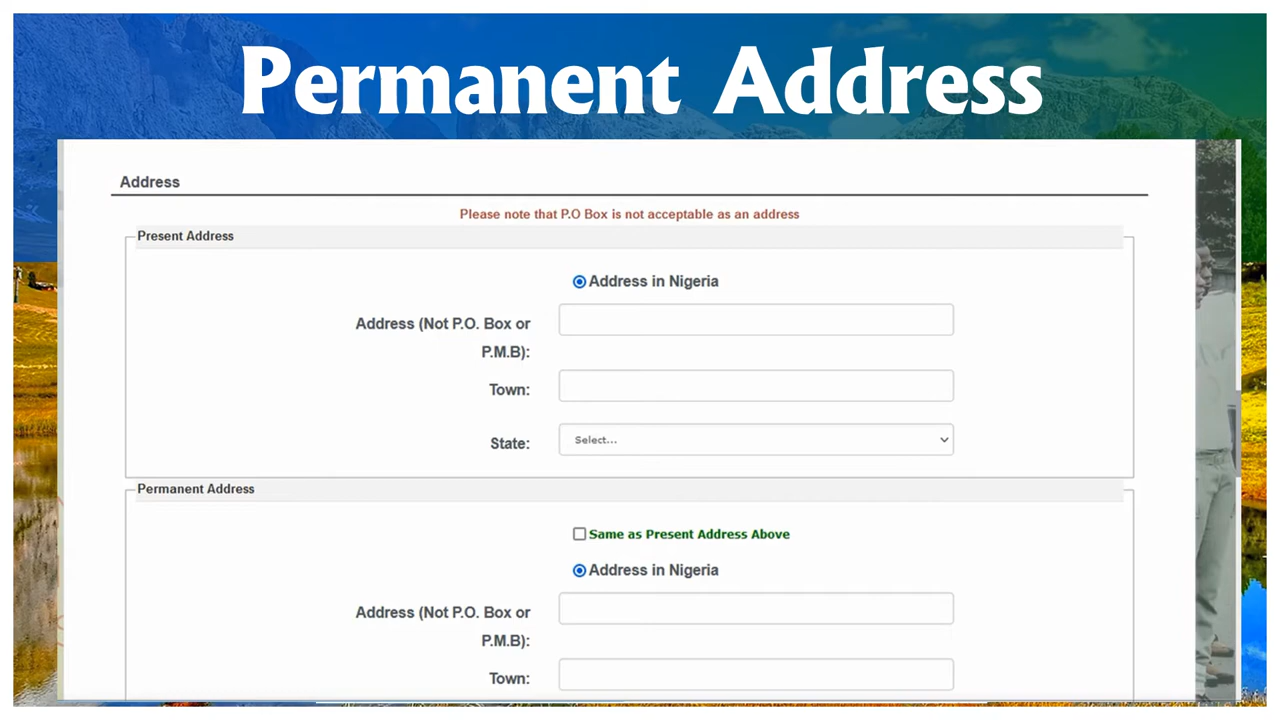 Permanent Address
Address
Please note that P.O Box is not acceptable as an address
Present Address
Address in Nigeria
Address (Not P.O. Box or
P.M.B):
Town:
State:
Select...
Permanent Address
Same as Present Address Above
Address in Nigeria
Address (Not P.O. Box or
P.M.B):
Town: